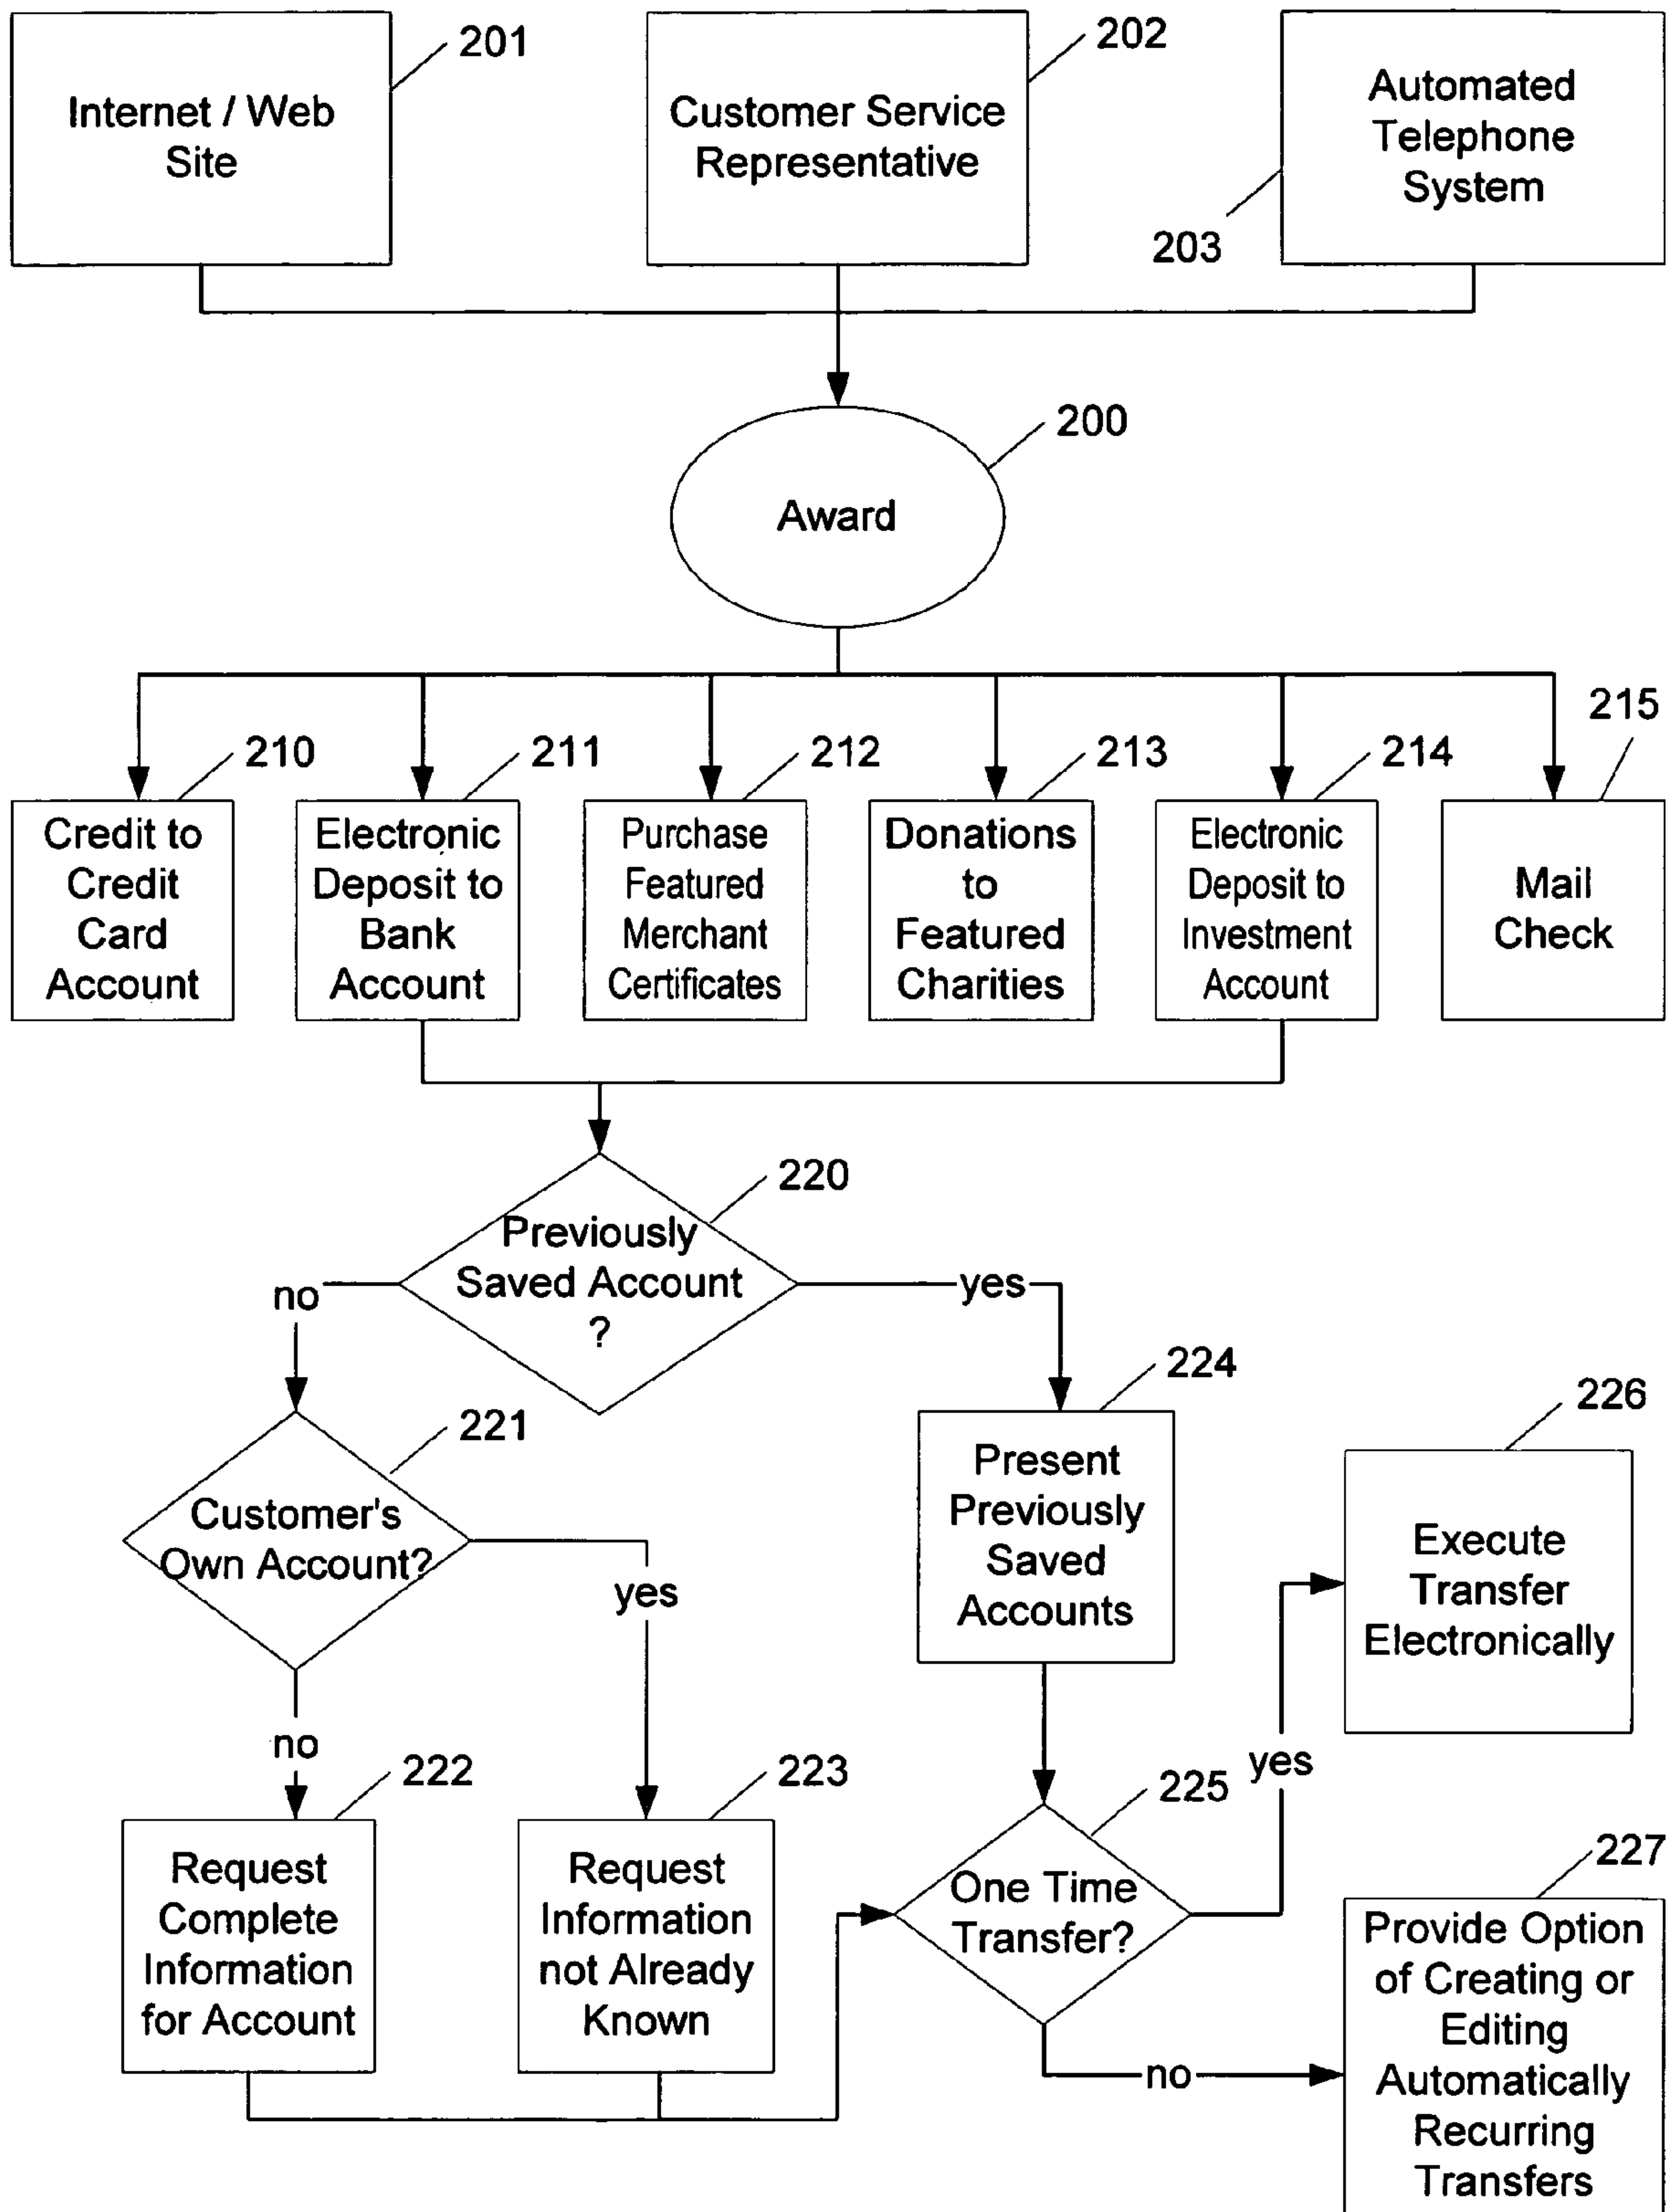 201
202
Internet / Web
Site
Customer Service
Representative
Automated
Telephone
System
203
200
Award
215
210
211
212
213
214
Credit to
Credit
Card
Account
Electronic
Deposit to
Bank
Account
Purchase
Featured
Merchant
Certificates
Donations
to
Featured
Charities
Electronic
Deposit to
Investment
Account
Mail
Check
220
Previously
Saved Account
?
no
yes
224
226
221
Customer's
Own Account?
yes
Present
Previously
Saved
Accounts
Execute
Transfer
Electronically
no
222
223
225
yes
227
Request
Complete
Information
for Account
Request
Information
not Already
Known
One Time
Transfer?
no
Provide Option
of Creating or
Editing
Automatically
Recurring
Transfers